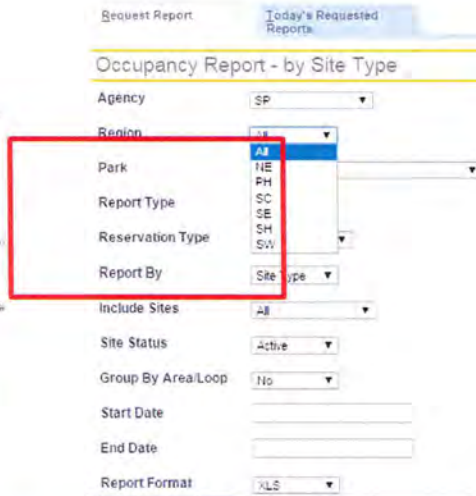 Request Report
Today's Requested
Reports
Occupancy Report - by Site Type
Agency SP
Region All
All
NE
Park
PH
Report Type SC
SE
SH
Reservation Type
SW
Report By Site Type
Include Sites All
Site Status Active
Group By Area/Loop No
Start Date
End Date
Report Format XLS